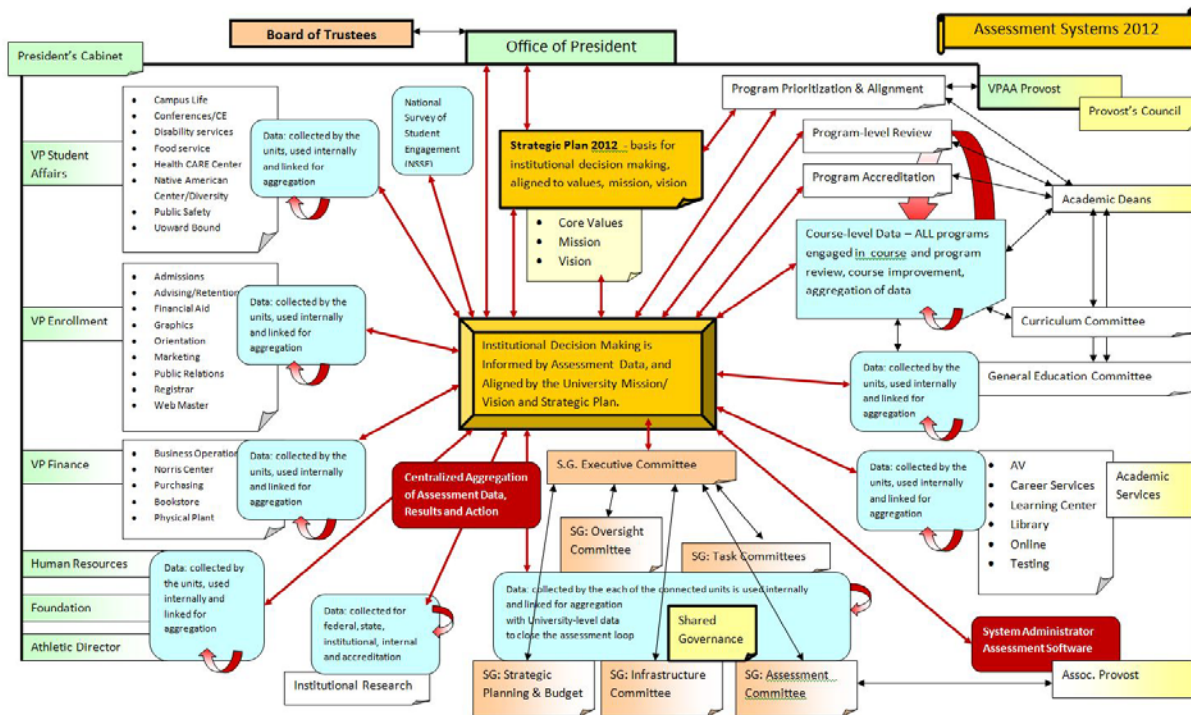 Assessment Systems 2012
Board of Trustees
Office of President
President's Cabinet
VP Student
Affairs
Campus Life
Conferences/CE
Disability services
Food service
Health CARE Center
Native American
Center/Diversity
Public Safety
Upward Bound
Data: collected by the
units, used internally
and linked for
aggregation
National
Survey of
Student
Engagement
(NSSE)
Strategic Plan 2012 - basis for
institutional decision making,
aligned to values, mission, vision
Core Values
Mission
Vision
Program Prioritization & Alignment
Program-level Review
Program Accreditation
VPAA Provost
Provost's Council
Academic Deans
Course-level Data – ALL programs
engaged in course and program
review, course improvement,
aggregation of data
Curriculum Committee
General Education Committee
VP Enrollment
Admissions
Advising/Retention
Financial Aid
Graphics
Orientation
Marketing
Public Relations
Registrar
Web Master
Data: collected by the
units, used internally
and linked for
aggregation
Institutional Decision Making is
Informed by Assessment Data, and
Aligned by the University Mission/
Vision and Strategic Plan.
Data: collected by the
units, used internally
and linked for
aggregation
VP Finance
Business Operation
Norris Center
Purchasing
Bookstore
Physical Plant
Data: collected by the
units, used internally
and linked for
aggregation
Centralized Aggregation
of Assessment Data,
Results and Action
S.G. Executive Committee
SG: Oversight
Committee
SG: Task Committees
Data: collected by the
units, used internally
and linked for
aggregation
AV
Career Services
Learning Center
Library
Online
Testing
Academic
Services
Human Resources
Foundation
Athletic Director
Data: collected by
the units, used
internally and
linked for
aggregation
Data: collected for
federal, state,
institutional, internal
and accreditation
Institutional Research
Data: collected by the each of the connected units is used internally
and linked for aggregation
with University-level data
to close the assessment loop
Shared
Governance
SG: Strategic
Planning & Budget
SG: Infrastructure
Committee
SG: Assessment
Committee
System Administrator
Assessment Software
Assoc. Provost